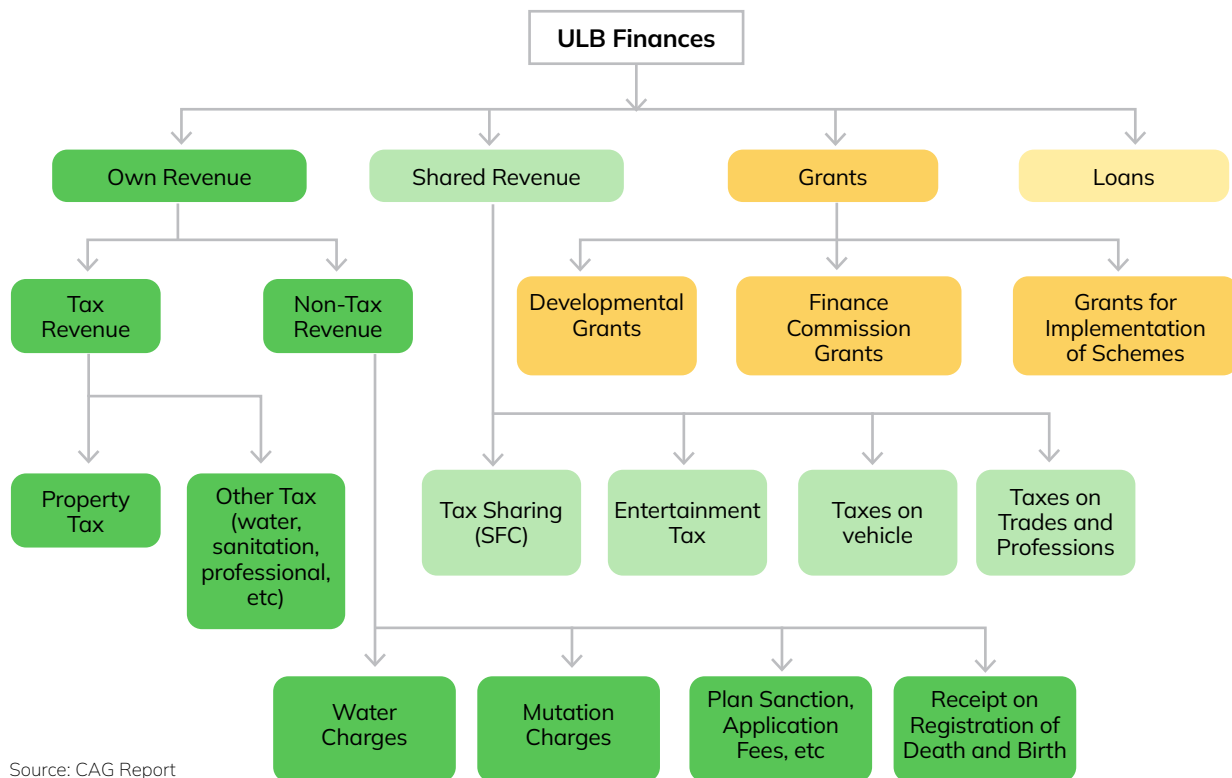 ULB Finances
Own Revenue
Shared Revenue
Grants
Loans
Tax
Revenue
Non-Tax
Revenue
Developmental
Grants
Finance
Commission
Grants
Grants for
Implementation
of Schemes
Property
Tax
Other Tax
(water,
sanitation,
professional,
etc)
Tax Sharing
(SFC)
Entertainment
Tax
Taxes on
vehicle
Taxes on
Trades and
Professions
Water
Charges
Mutation
Charges
Plan Sanction,
Application
Fees, etc
Receipt on
Registration of
Death and Birth
Source: CAG Report